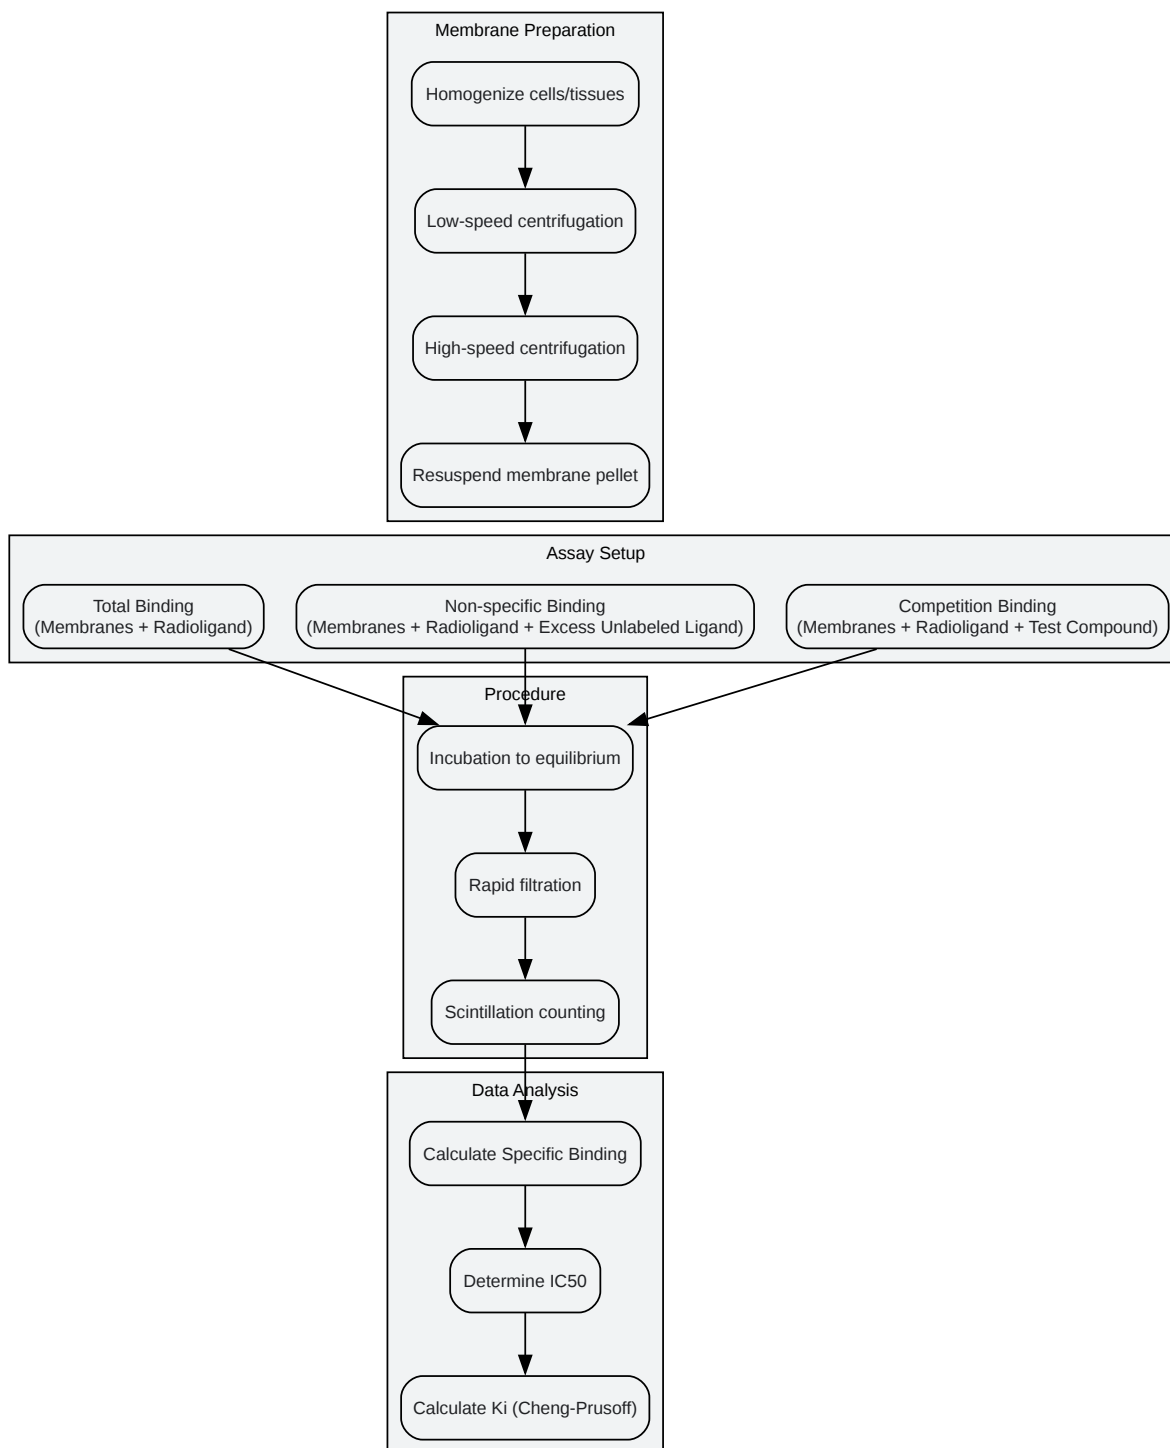 Membrane Preparation
Homogenize cells/tissues
Low-speed centrifugation
High-speed centrifugation
Resuspend membrane pellet
Assay Setup
Total Binding
(Membranes + Radioligand)
Non-specific Binding
(Membranes + Radioligand + Excess Unlabeled Ligand)
Competition Binding
(Membranes + Radioligand + Test Compound)
Procedure
Incubation to equilibrium
Rapid filtration
Scintillation counting
Data Analysis
Calculate Specific Binding
Determine IC50
Calculate Ki (Cheng-Prusoff)